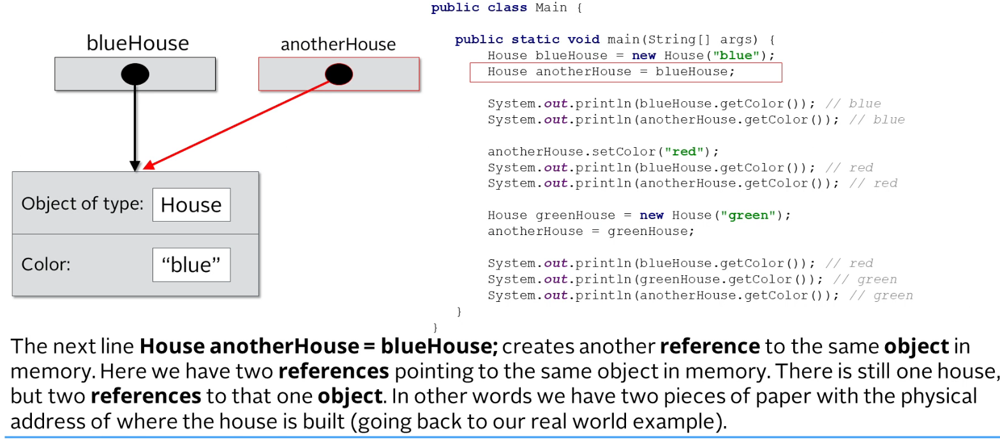 blueHouse
anotherHouse
Object of type:
House
Color:
“blue”
public class Main {
public static void main(String[] args) {
House blueHouse = new House("blue");
House anotherHouse = blueHouse;
System.out.println(blueHouse.getColor()); // blue
System.out.println(anotherHouse.getColor()); // blue
anotherHouse.setColor("red");
System.out.println(blueHouse.getColor()); // red
System.out.println(anotherHouse.getColor()); // red
House greenHouse = new House("green");
anotherHouse = greenHouse;
System.out.println(blueHouse.getColor()); // red
System.out.println(greenHouse.getColor()); // green
System.out.println(anotherHouse.getColor()); // green
}
}
The next line House anotherHouse = blueHouse; creates another reference to the same object in
memory. Here we have two references pointing to the same object in memory. There is still one house,
but two references to that one object. In other words we have two pieces of paper with the physical
address of where the house is built (going back to our real world example).